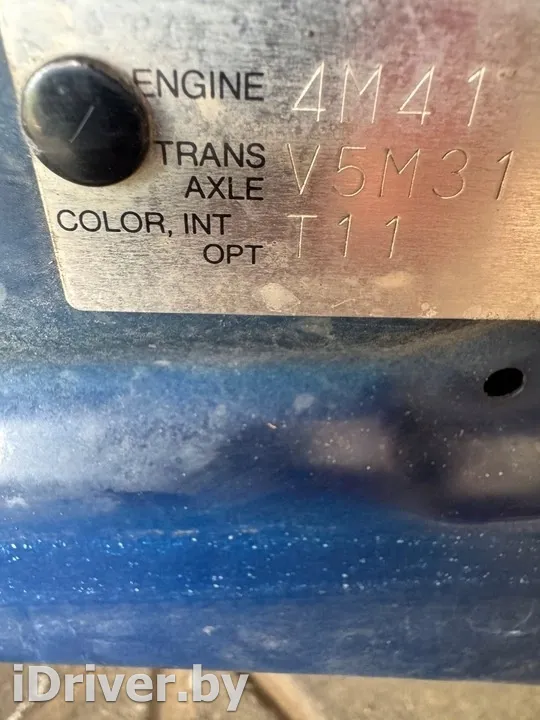 ENGINE 4M41
TRANS
AXLE V5M31
COLOR, INT T11
OPT
iDriver.by